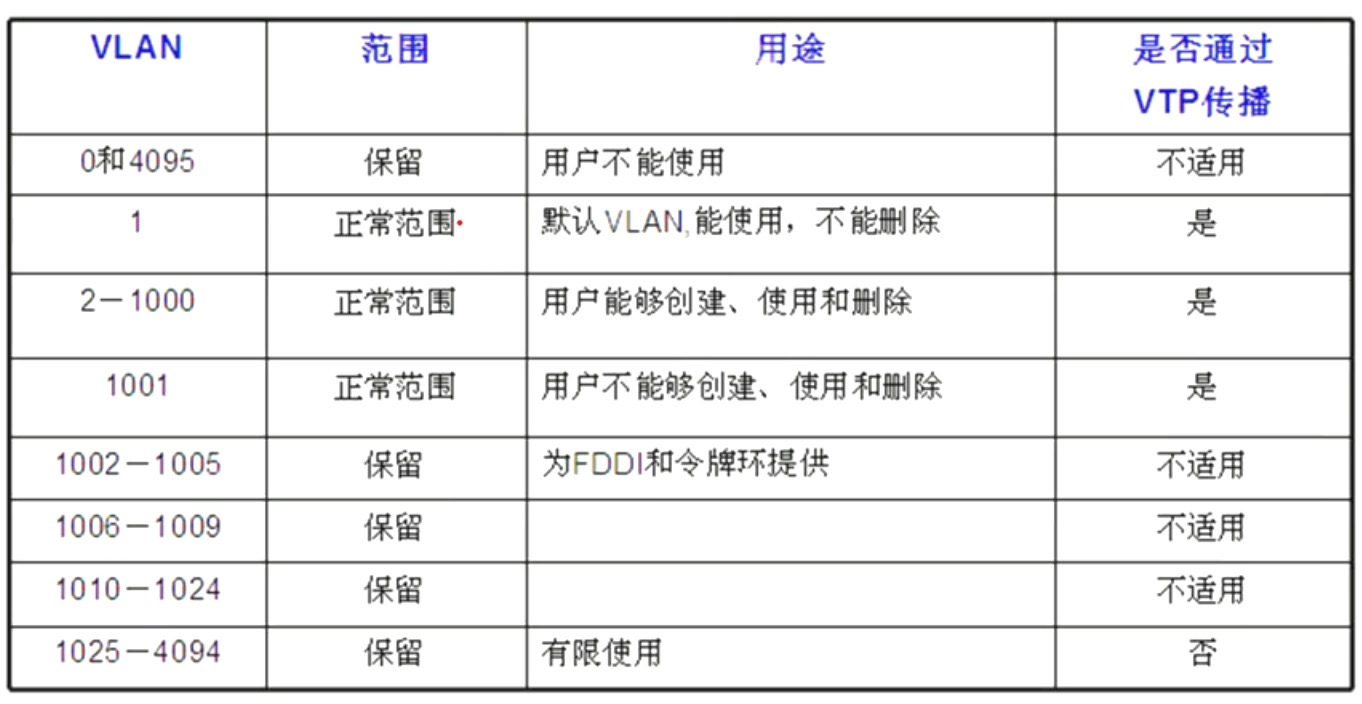 VLAN 范围 用途 是否通过
VTP传播
0和4095 保留 用户不能使用 不适用
1 正常范围 默认VLAN,能使用，不能删除 是
2－1000 正常范围 用户能够创建、使用和删除 是
1001 正常范围 用户不能够创建、使用和删除 是
1002－1005 保留 为FDDI和令牌环提供 不适用
1006－1009 保留 不适用
1010－1024 保留 不适用
1025－4094 保留 有限使用 否